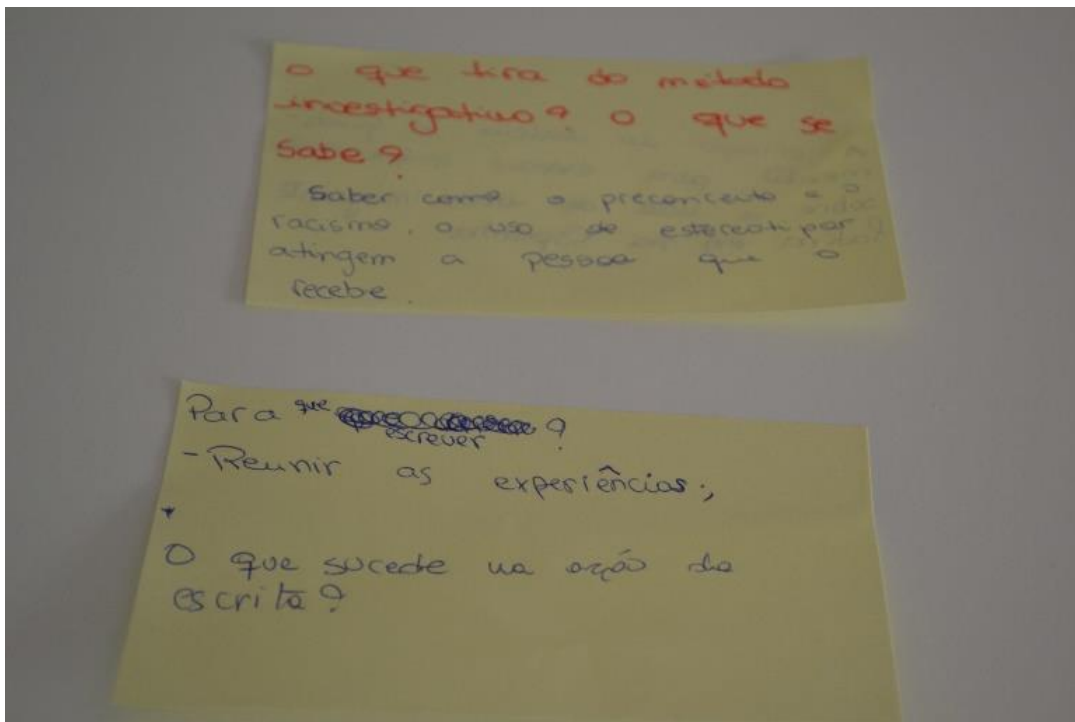 O que tira do método
investigativo? O que se
sabe?
Saber como o preconceito e o
racismo, o uso de estereotipar
atingem a pessoa que o
recebe.
Para que ?
escrever
- Reunir as experiências;
*
O que sucede na ação da
escrita?